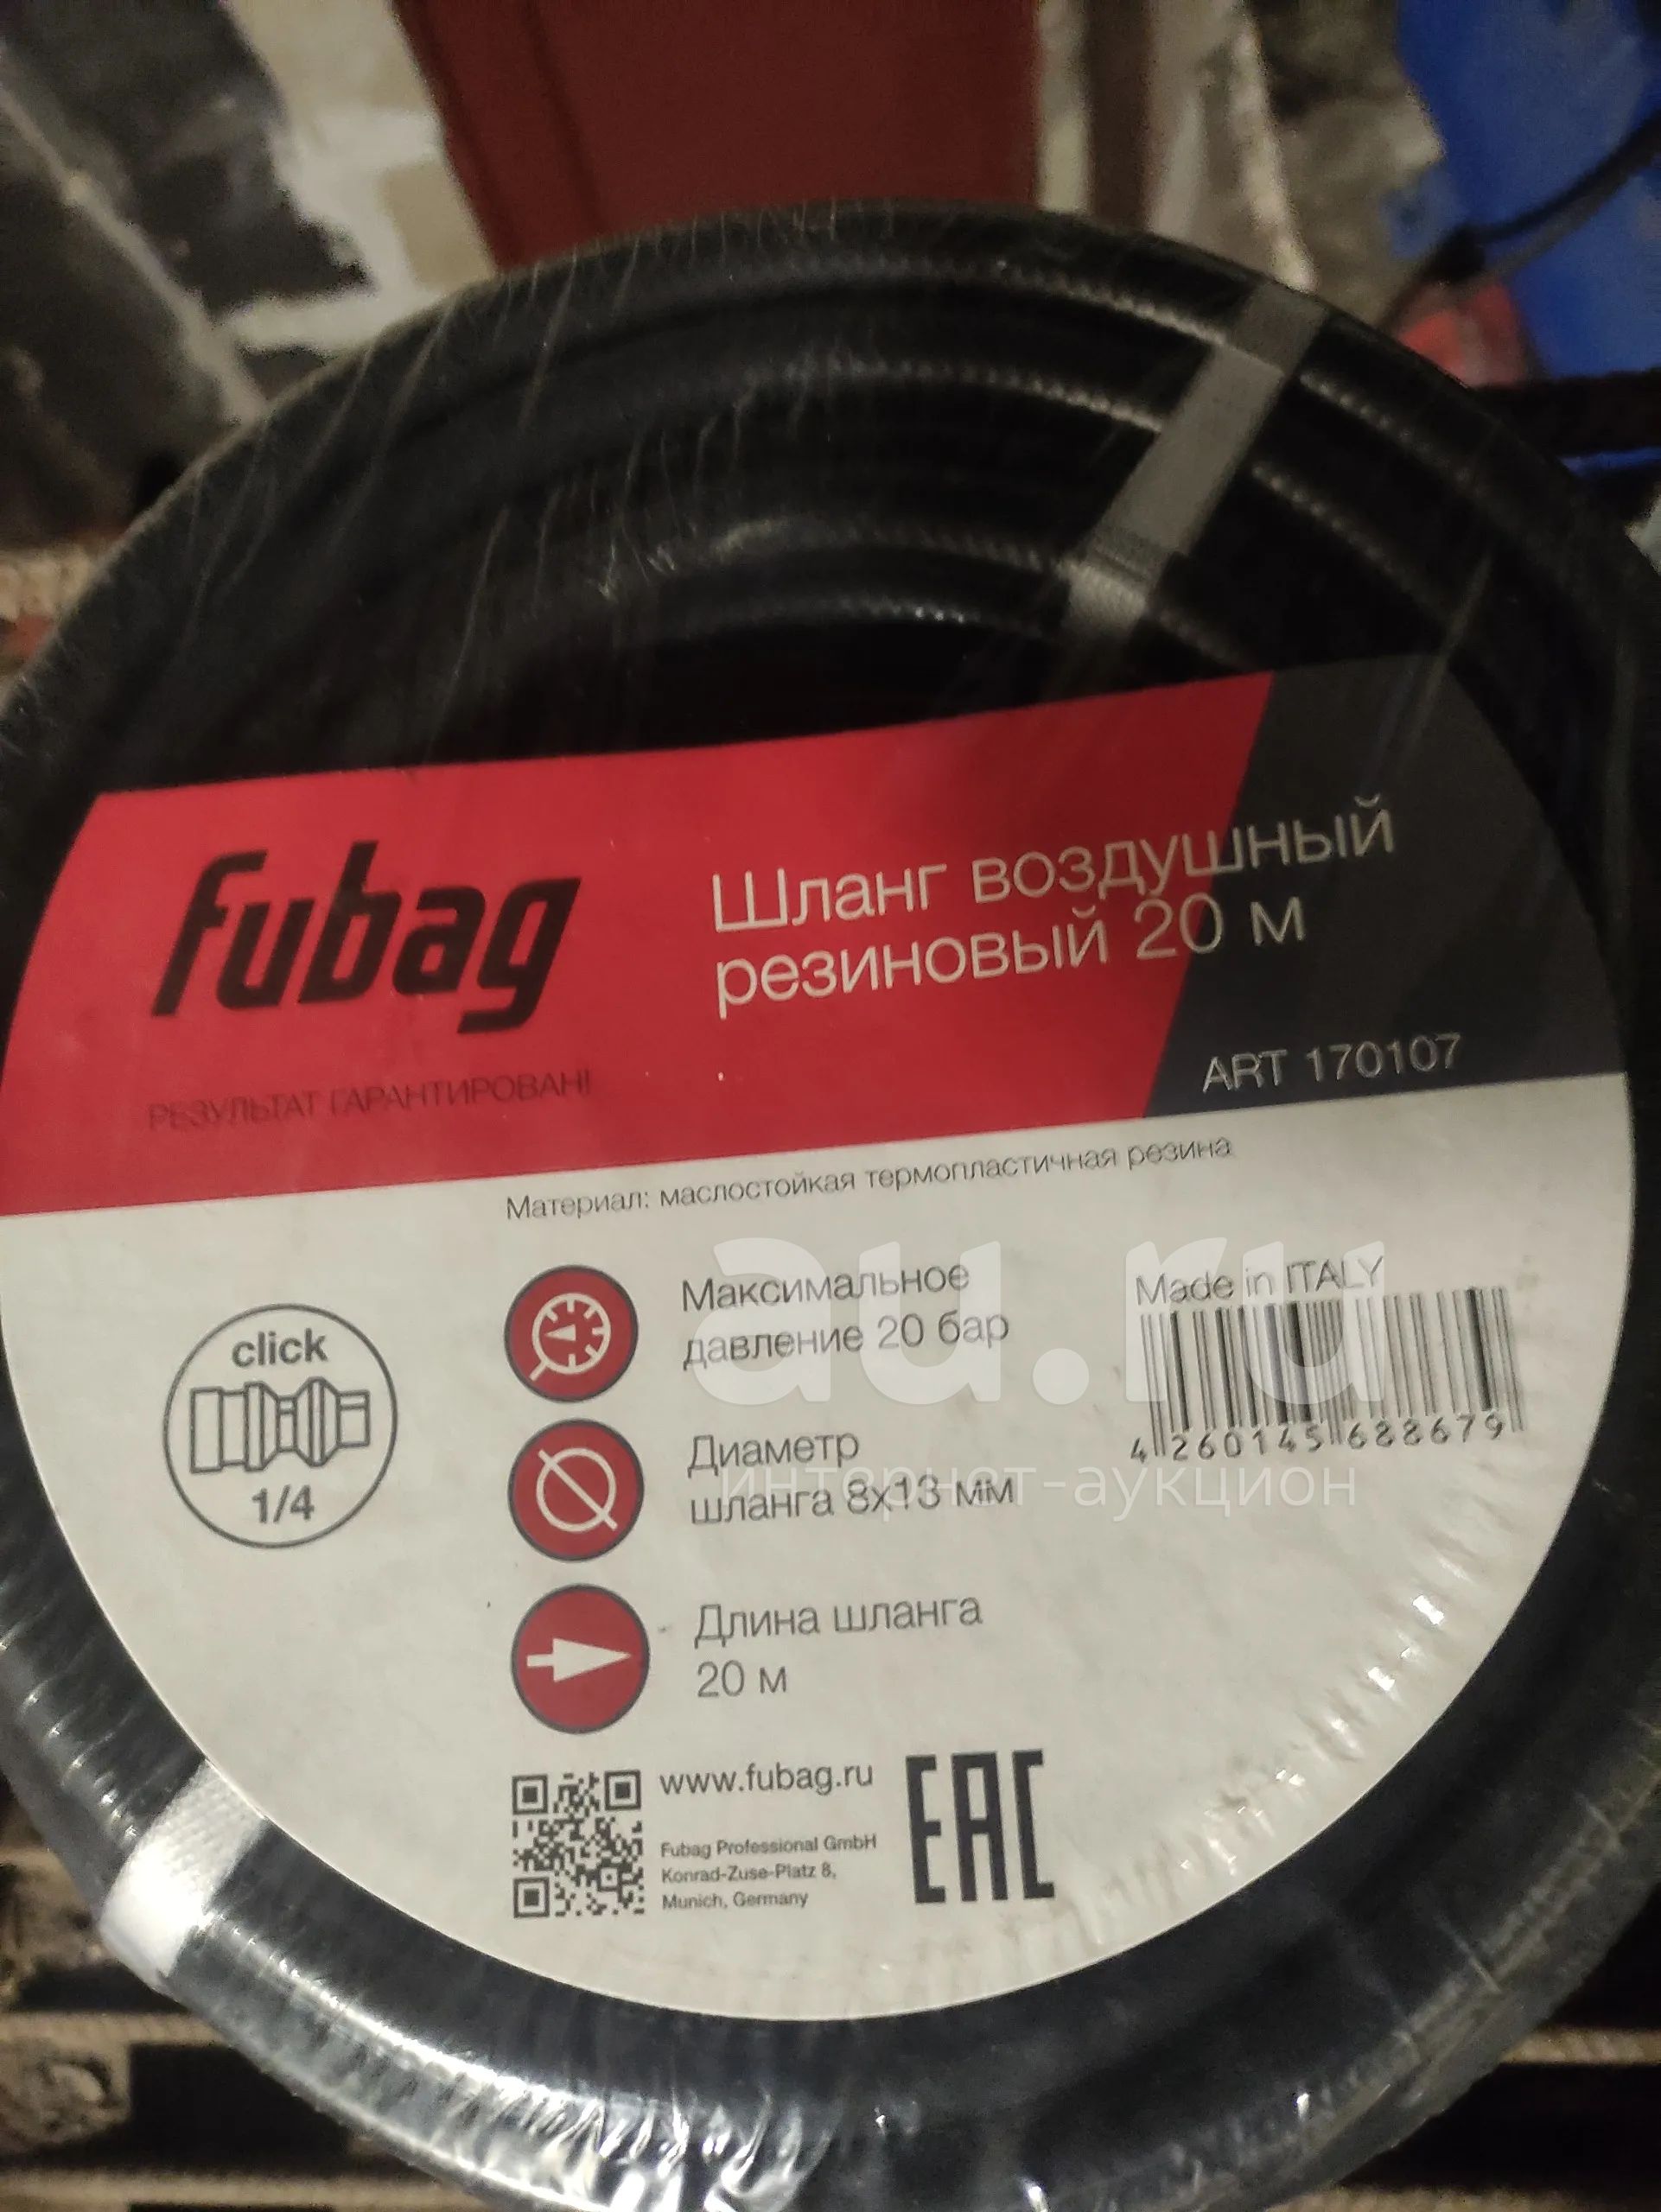 fubag
РЕЗУЛЬТАТ ГАРАНТИРОВАН!
Шланг воздушный
резиновый 20 м
ART 170107
Материал: маслостойкая термопластичная резина
click
1/4
Максимальное
давление 20 бар
Диаметр
шланга 8х13 мм
Длина шланга
20 м
Made in ITALY
4 260145 688679
au.ru
интернет-аукцион
www.fubag.ru
Fubag Professional GmbH
Konrad-Zuse-Platz 8,
Munich, Germany
EAC